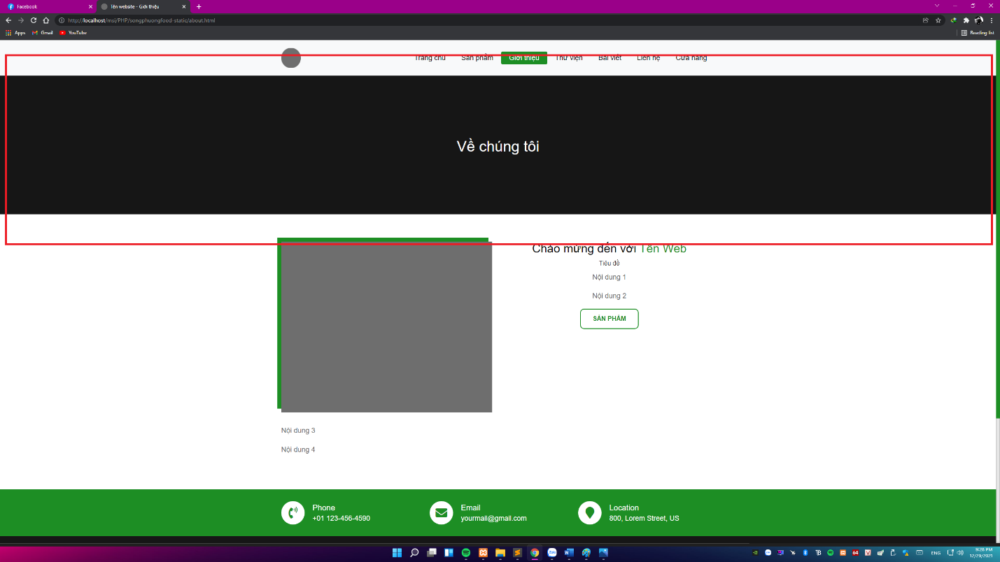 Facebook
Tên website - Giới thiệu
http://localhost/msi/PHP/songphuongfood-static/about.html
Apps Gmail YouTube Reading list
Trang chủ Sản phẩm Giới thiệu Thư viện Bài viết Liên hệ Cửa hàng
Về chúng tôi
Chào mừng đến với Tên Web
Tiêu đề
Nội dung 1
Nội dung 2
SẢN PHẨM
Nội dung 3
Nội dung 4
Phone
+01 123-456-4590
Email
yourmail@gmail.com
Location
800, Lorem Street, US
Zalo
64
ENG
9:28 PM
12/29/2021